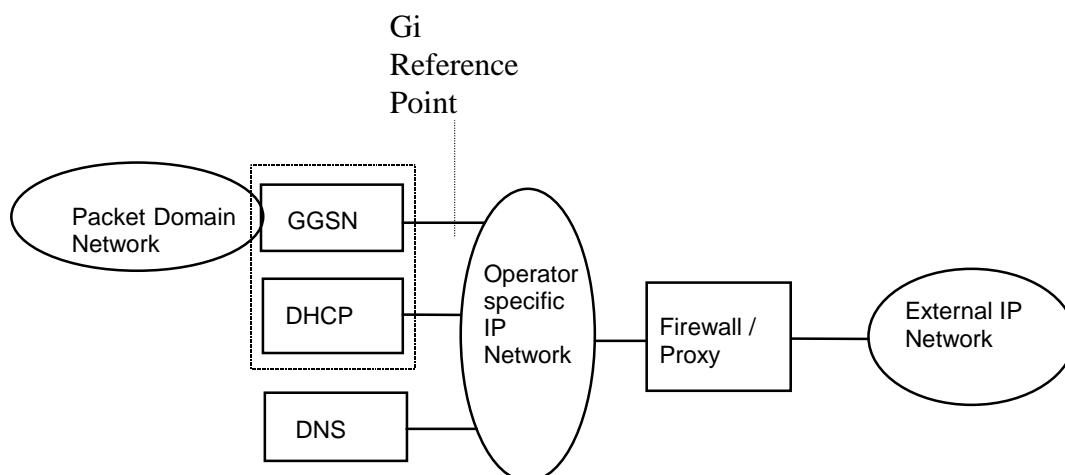 Gi
Reference
Point
Packet Domain
Network
GGSN
DHCP
DNS
Operator
specific
IP
Network
Firewall /
Proxy
External IP
Network